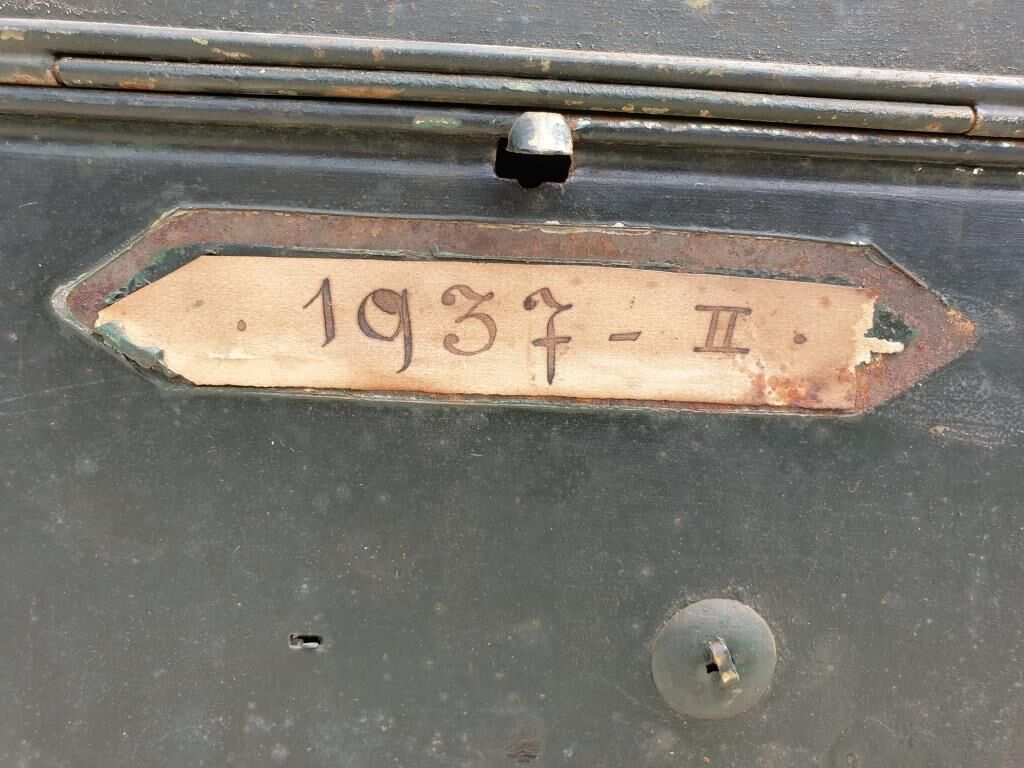 · 1937 - II ·